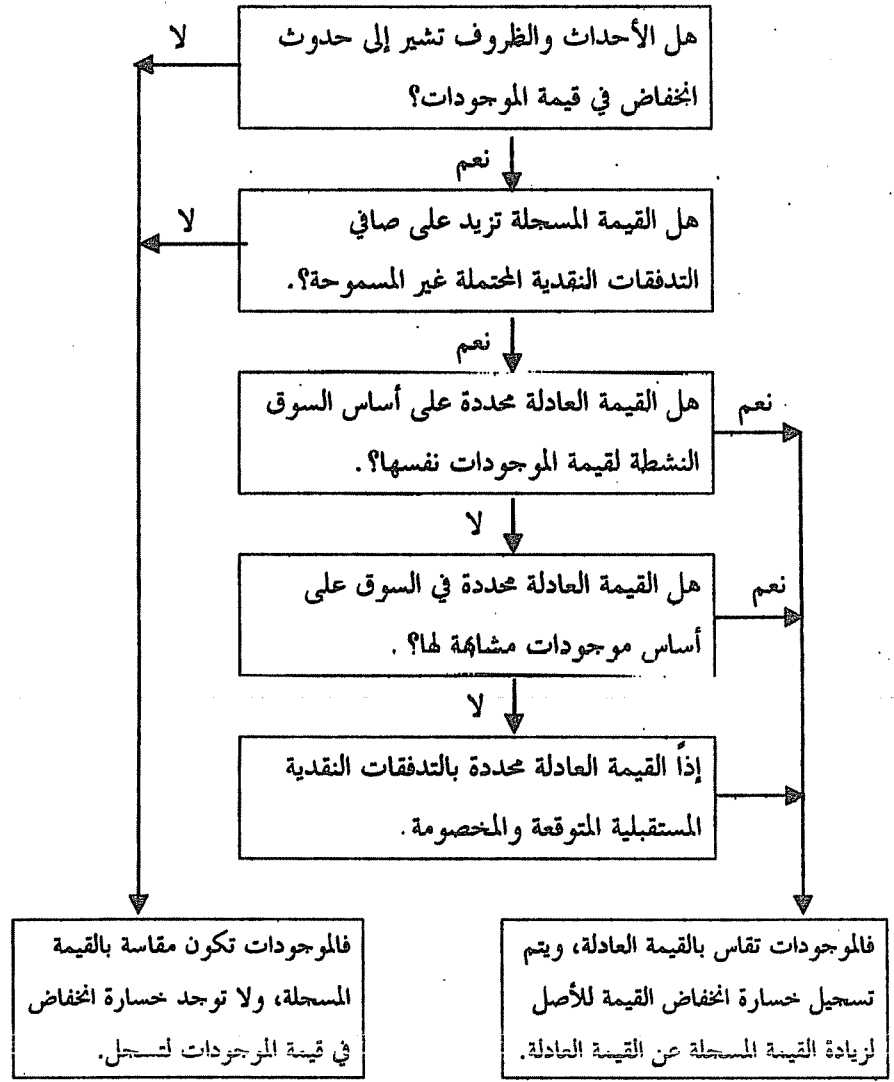 هل الأحداث والظروف تشير إلى حدوث
انخفاض في قيمة الموجودات؟
لا
نعم
هل القيمة المسجلة تزيد على صافي
التدفقات النقدية المحتملة غير المسموحة؟.
لا
نعم
هل القيمة العادلة محددة على أساس السوق
النشطة لقيمة الموجودات نفسها؟.
نعم
لا
هل القيمة العادلة محددة في السوق على
أساس موجودات مشابهة لها؟.
نعم
لا
إذاً القيمة العادلة محددة بالتدفقات النقدية
المستقبلية المتوقعة والمخصومة.
فالموجودات تقاس بالقيمة العادلة، ويتم
تسجيل خسارة انخفاض القيمة للأصل
لزيادة القيمة المسجلة عن القيمة العادلة.
فالموجودات تكون مقاسة بالقيمة
المسجلة، ولا توجد خسارة انخفاض
في قيمة الموجودات لتسجل.